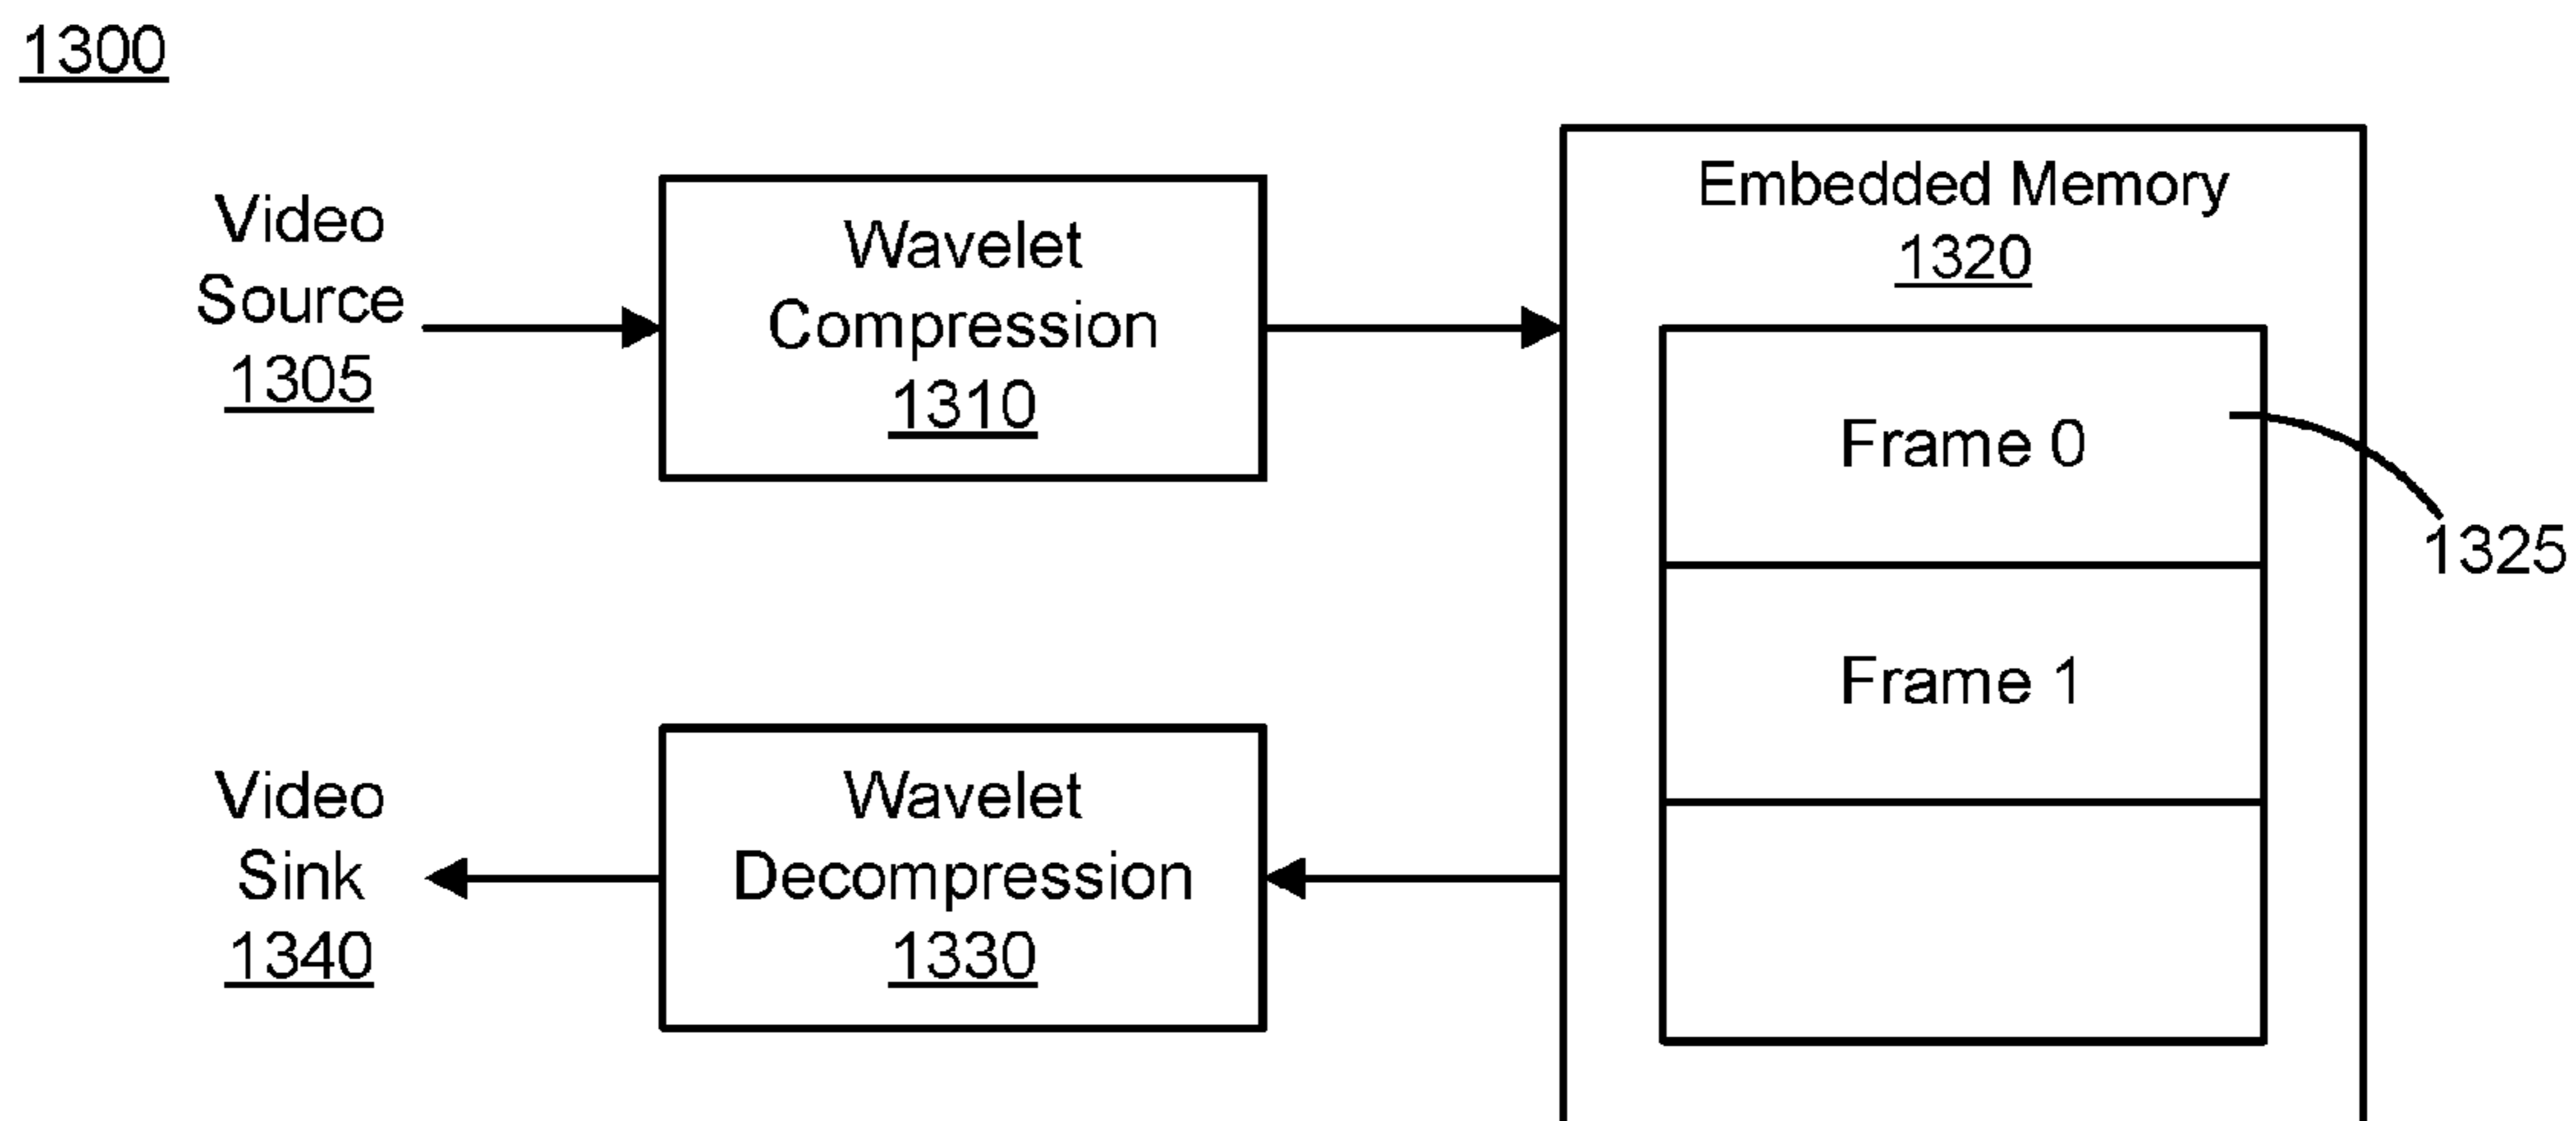 1300
Video
Source
1305
Wavelet
Compression
1310
Embedded Memory
1320
Frame 0
1325
Frame 1
Video
Sink
1340
Wavelet
Decompression
1330